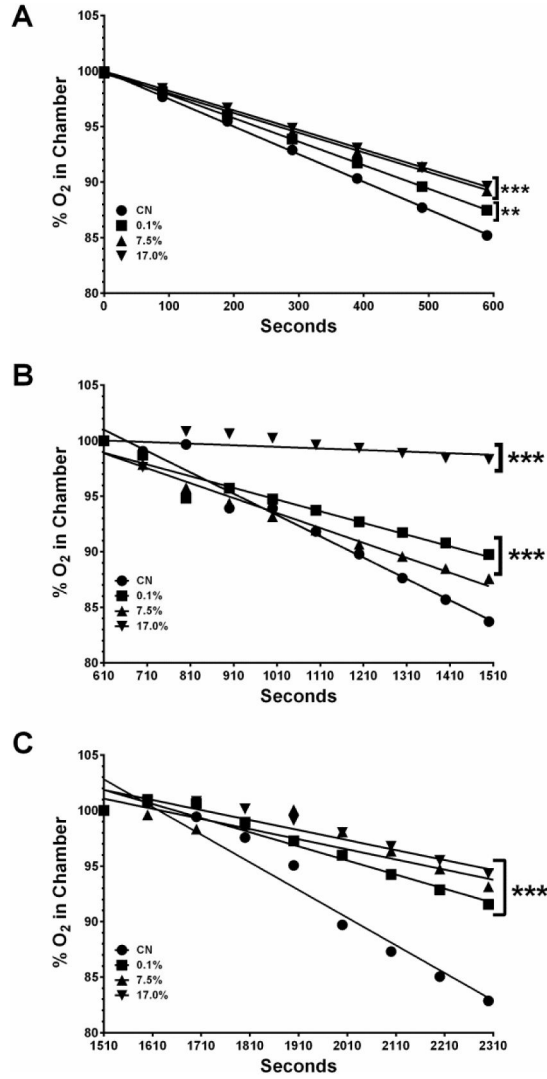 A
105
100
95
90
85
80
% O2 in Chamber
CN
0.1%
7.5%
17.0%
***
**
0 100 200 300 400 500 600
Seconds
B
105
100
95
90
85
80
% O2 in Chamber
CN
0.1%
7.5%
17.0%
***
***
610 710 810 910 1010 1110 1210 1310 1410 1510
Seconds
C
105
100
95
90
85
80
% O2 in Chamber
CN
0.1%
7.5%
17.0%
***
1510 1610 1710 1810 1910 2010 2110 2210 2310
Seconds